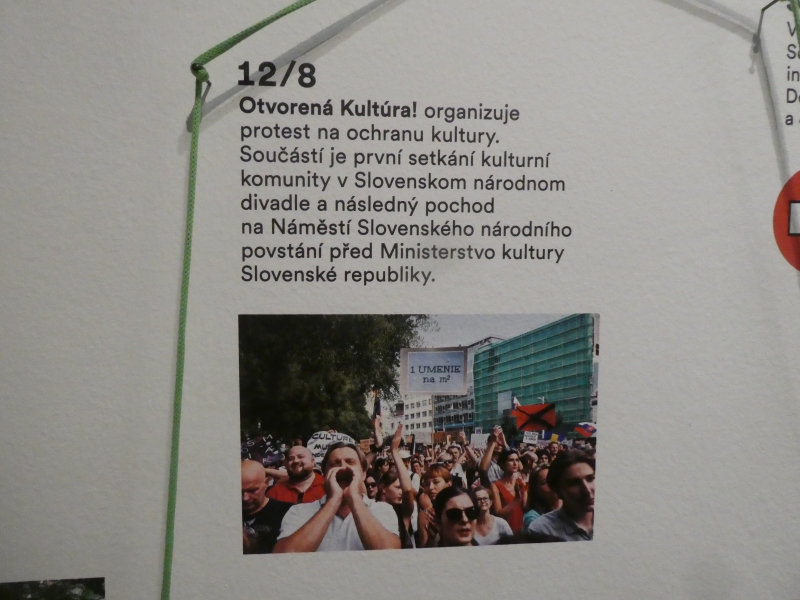 12/8
Otvorená Kultúra! organizuje
protest na ochranu kultury.
Součástí je první setkání kulturní
komunity v Slovenskom národnom
divadle a následný pochod
na Náměstí Slovenského národního
povstání před Ministerstvo kultury
Slovenské republiky.
1 UMENIE
na m²
CULTURE